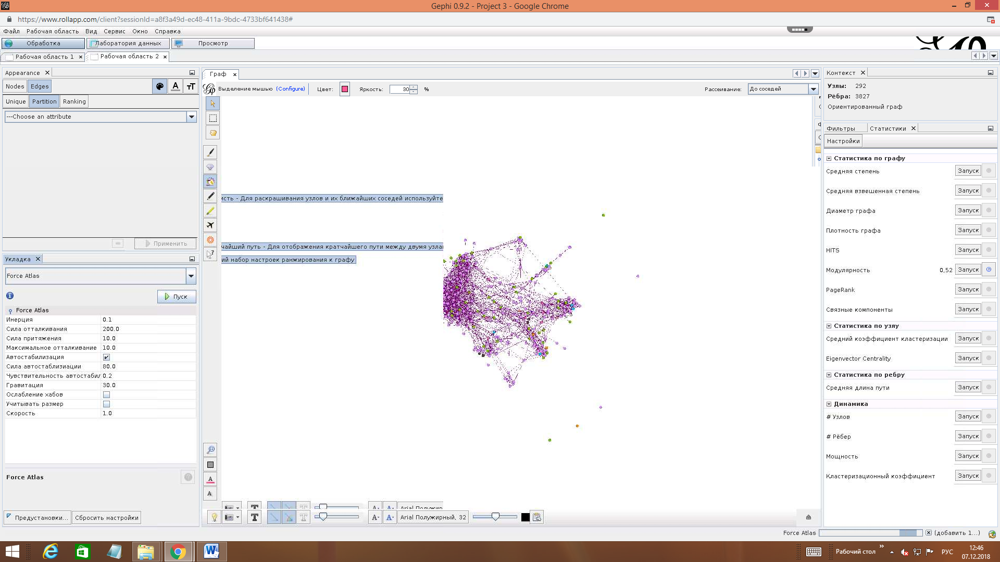 Gephi 0.9.2 - Project 3 - Google Chrome
https://www.rollapp.com/client?sessionId=a8f3a49d-ec48-411a-9bdc-4733bf641438#
Файл Рабочая область Вид Сервис Окно Справка
Обработка Лаборатория данных Просмотр
Рабочая область 1 Рабочая область 2
Appearance
Nodes Edges
Unique Partition Ranking
---Choose an attribute
Применить
Укладка
Force Atlas
Пуск
Force Atlas
Инерция 0.1
Сила отталкивания 200.0
Сила притяжения 10.0
Максимальное отталкивание 10.0
Автостабилизация
Сила автостаблизиации 80.0
Чувствительность автостабил 0.2
Гравитация 30.0
Ослабление хабов
Учитывать размер
Скорость 1.0
Force Atlas
Предустановки... Сбросить настройки
Граф
Выделение мышью (Configure) Цвет: Яркость: 30 % Рассеивание: До соседей
исть - Для раскрашивания узлов и их ближайших соседей используйте
чайший путь - Для отображения кратчайшего пути между двумя узла
ий набор настроек ранжирования к графу
Arial Полужирн
Arial Полужирный, 32
Контекст
Узлы: 292
Рёбра: 3827
Ориентированный граф
Фильтры Статистики
Настройки
Статистика по графу
Средняя степень Запуск
Средняя взвешенная степень Запуск
Диаметр графа Запуск
Плотность графа Запуск
HITS Запуск
Модулярность 0,52 Запуск
PageRank Запуск
Связные компоненты Запуск
Статистика по узлу
Средний коэффициент кластеризации Запуск
Eigenvector Centrality Запуск
Статистика по ребру
Средняя длина пути Запуск
Динамика
# Узлов Запуск
# Рёбер Запуск
Мощность Запуск
Кластеризационный коэффициент Запуск
Force Atlas (добавить 1...)
Рабочий стол РУС 12:46
07.12.2018